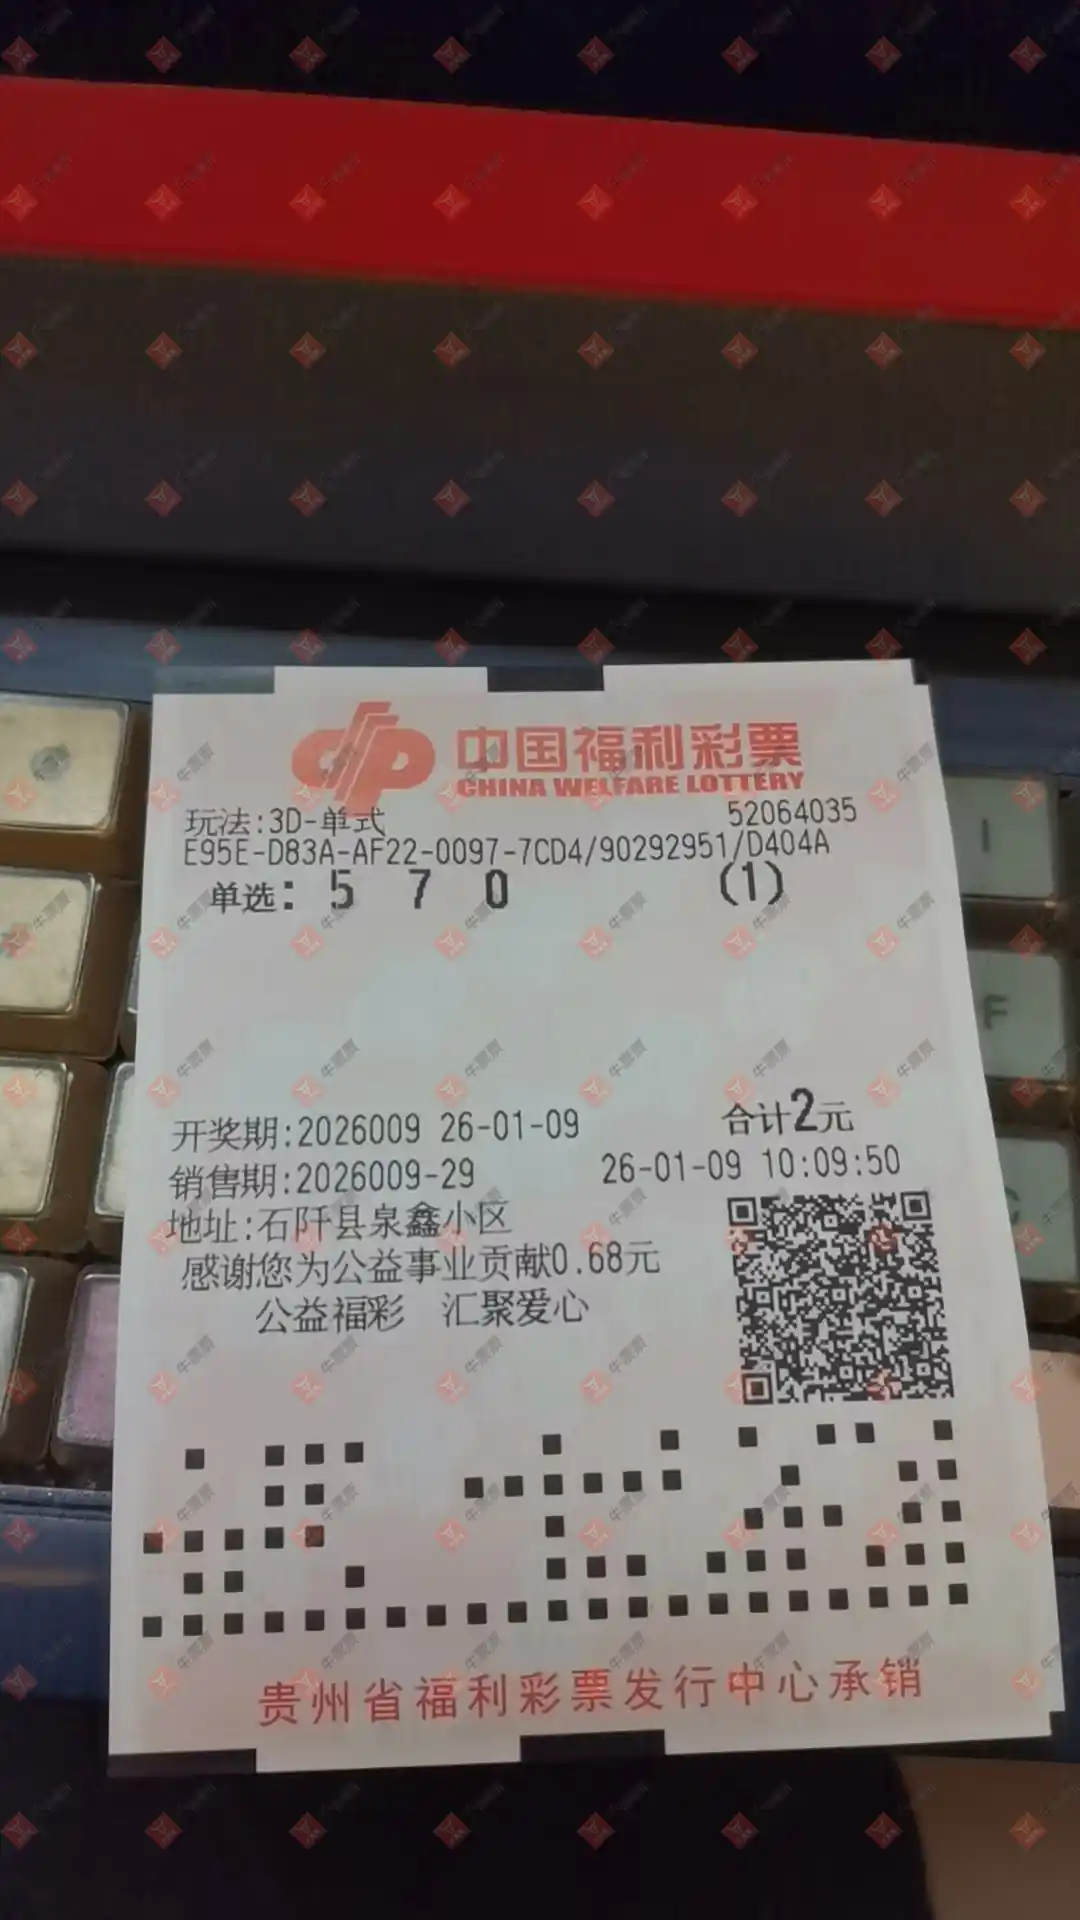 中国福利彩票
CHINA WELFARE LOTTERY
玩法:3D-单式 52064035
E95E-D83A-AF22-0097-7CD4/90292951/D404A
单选: 5 7 0 (1)
开奖期:2026009 26-01-09 合计2元
销售期:2026009-29 26-01-09 10:09:50
地址:石阡县泉鑫小区
感谢您为公益事业贡献0.68元
公益福彩 汇聚爱心
贵州省福利彩票发行中心承销
I
F
牛票票